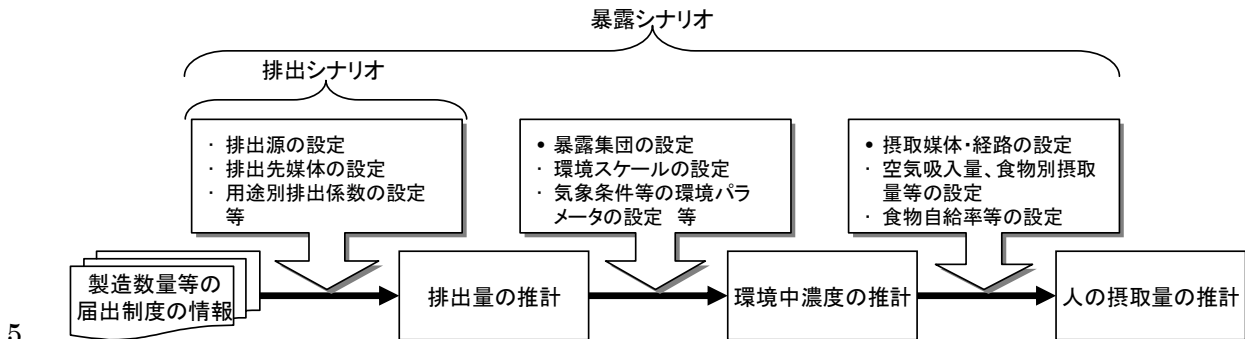 暴露シナリオ
排出シナリオ
· 排出源の設定
· 排出先媒体の設定
· 用途別排出係数の設定
等
• 暴露集団の設定
· 環境スケールの設定
· 気象条件等の環境パラ
メータの設定 等
• 摂取媒体・経路の設定
· 空気吸入量、食物別摂取
量等の設定
· 食物自給率等の設定
製造数量等の
届出制度の情報
排出量の推計
環境中濃度の推計
人の摂取量の推計
5